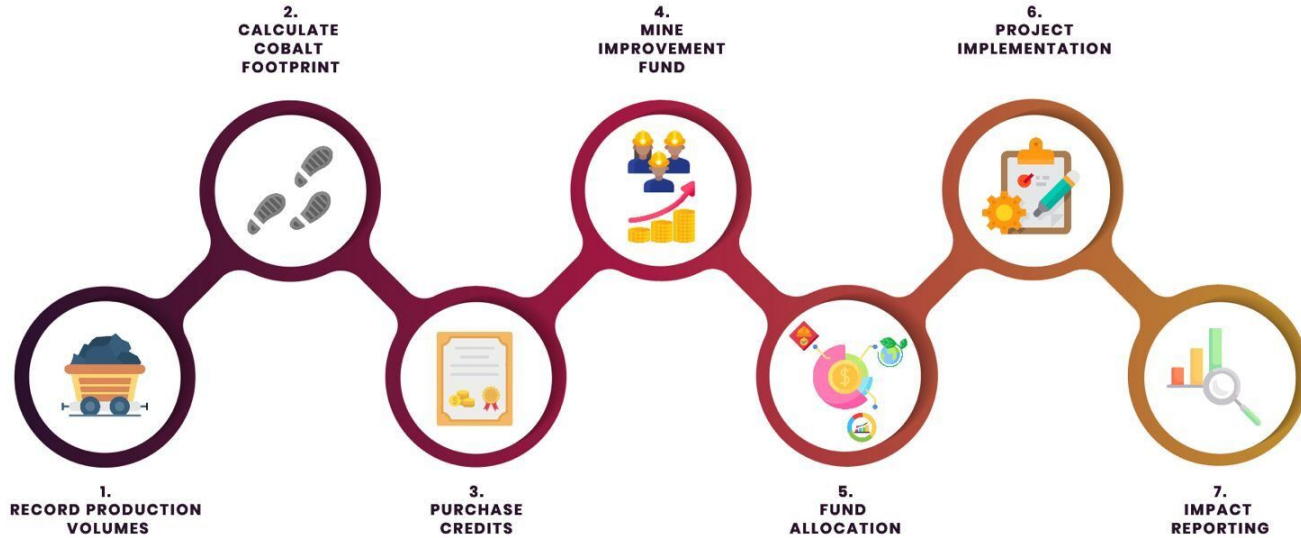 1.
RECORD PRODUCTION
VOLUMES
2.
CALCULATE
COBALT
FOOTPRINT
3.
PURCHASE
CREDITS
4.
MINE
IMPROVEMENT
FUND
5.
FUND
ALLOCATION
6.
PROJECT
IMPLEMENTATION
7.
IMPACT
REPORTING